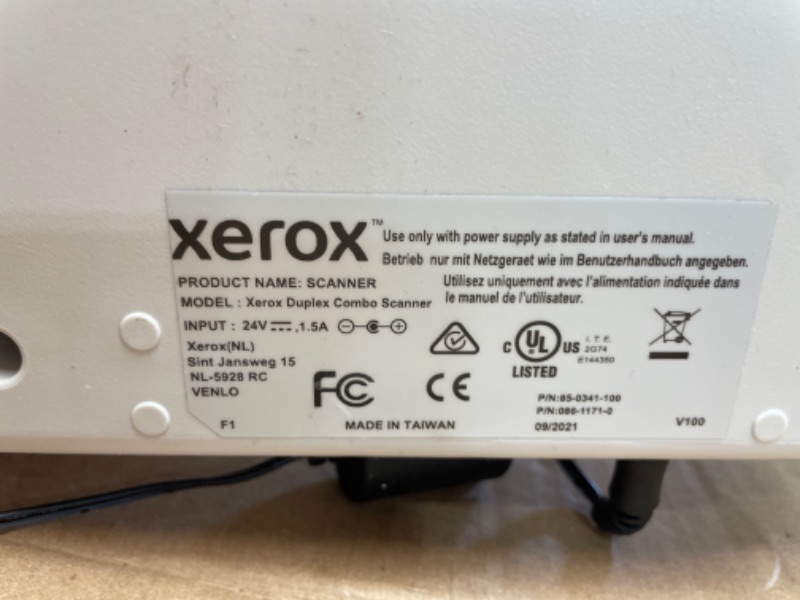 xerox™
Use only with power supply as stated in user's manual.
Betrieb nur mit Netzgeraet wie im Benutzerhandbuch angegeben.
Utilisez uniquement avec l'alimentation indiquée dans
le manuel de l'utilisateur.
PRODUCT NAME: SCANNER
MODEL : Xerox Duplex Combo Scanner
INPUT : 24V⎓,1.5A
Xerox(NL)
Sint Jansweg 15
NL-5928 RC
VENLO
C UL US
LISTED
I.T.E.
2G74
E144360
FC CE
P/N:85-0341-100
P/N:086-1171-0
F1
MADE IN TAIWAN
09/2021
V100